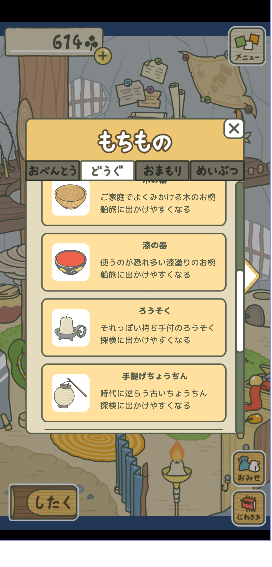 614
メニュー
もちもの
おべんとう
どうぐ
おまもり
めいぶつ
木の器
ご家庭でよくみかける木のお椀
船旅に出かけやすくなる
漆の器
使うのが恐れ多い漆塗りのお椀
船旅に出かけやすくなる
ろうそく
それっぽい持ち手付のろうそく
探検に出かけやすくなる
手提げちょうちん
時代に逆らう古いちょうちん
探検に出かけやすくなる
おみせ
したく
にわさき